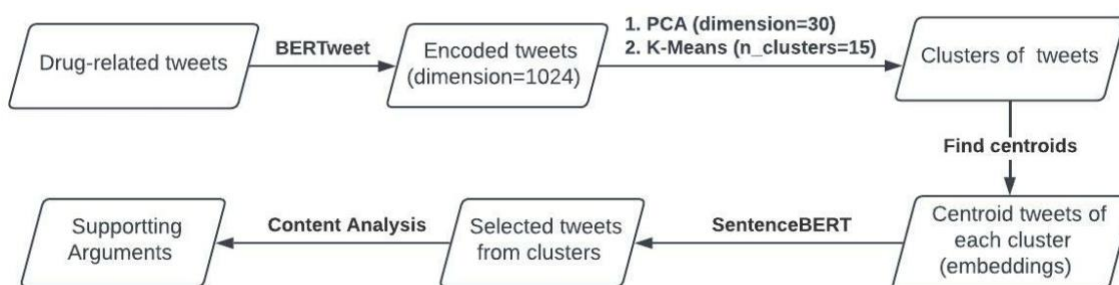 Drug-related tweets
BERTweet
Encoded tweets
(dimension=1024)
1. PCA (dimension=30)
2. K-Means (n_clusters=15)
Clusters of tweets
Find centroids
Centroid tweets of
each cluster
(embeddings)
SentenceBERT
Selected tweets
from clusters
Content Analysis
Supportting
Arguments